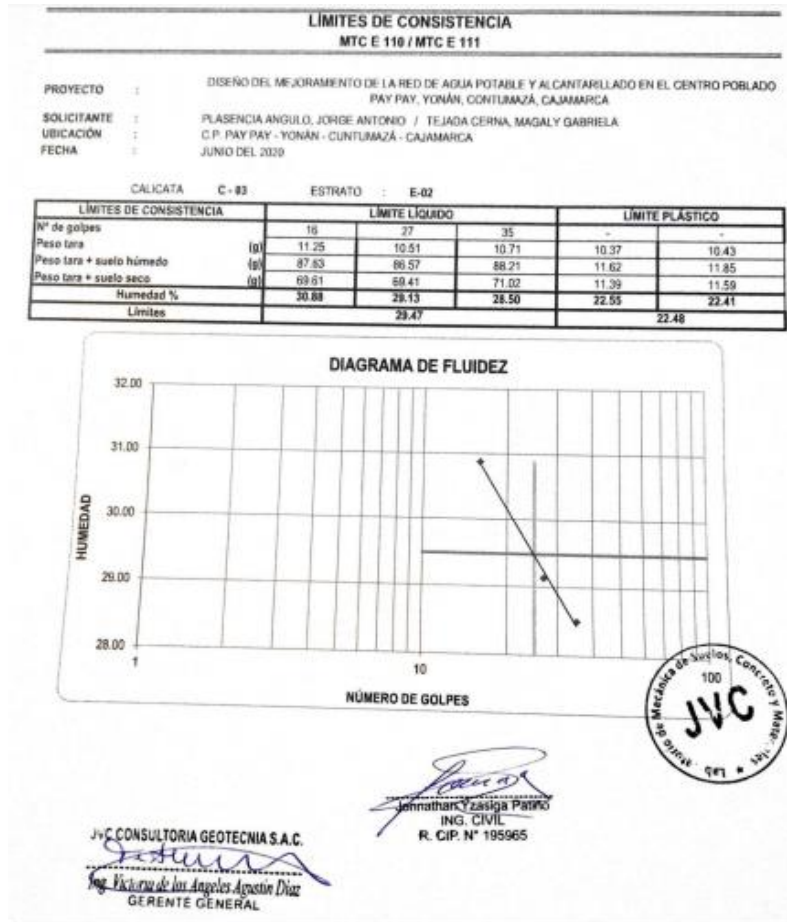 LÍMITES DE CONSISTENCIA
MTC E 110 / MTC E 111
PROYECTO : DISEÑO DEL MEJORAMIENTO DE LA RED DE AGUA POTABLE Y ALCANTARILLADO EN EL CENTRO POBLADO
PAY PAY, YONÁN, CONTUMAZÁ, CAJAMARCA
SOLICITANTE : PLASENCIA ANGULO, JORGE ANTONIO / TEJADA CERNA, MAGALY GABRIELA
UBICACIÓN : C.P. PAY PAY - YONÁN - CUNTUMAZÁ - CAJAMARCA
FECHA : JUNIO DEL 2020
CALICATA C - 03 ESTRATO : E-02
LÍMITES DE CONSISTENCIA LÍMITE LÍQUIDO LÍMITE PLÁSTICO
Nº de golpes 16 27 35 - -
Peso tara (g) 11.25 10.51 10.71 10.37 10.43
Peso tara + suelo húmedo (g) 87.63 86.57 88.21 11.62 11.85
Peso tara + suelo seco (g) 69.61 69.41 71.02 11.39 11.59
Humedad % 30.88 29.13 28.50 22.55 22.41
Límites 29.47 22.48
DIAGRAMA DE FLUIDEZ
32.00
31.00
30.00
29.00
28.00
HUMEDAD
1 10 100
NÚMERO DE GOLPES
Mecánica de Suelos, Concreto y
JVC
Lab
Jonnathan Yzasiga Patiño
ING. CIVIL
R. CIP. N° 195965
JVC CONSULTORIA GEOTECNIA S.A.C.
Ing. Victoria de los Angeles Agustin Diaz
GERENTE GENERAL